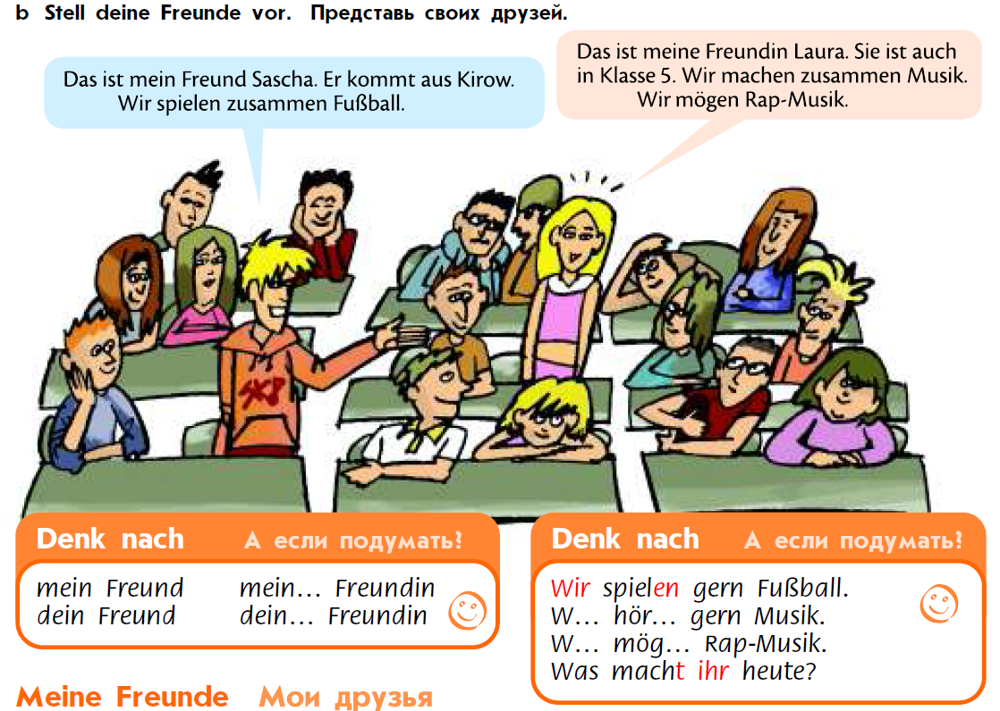 b Stell deine Freunde vor. Представь своих друзей.
Das ist mein Freund Sascha. Er kommt aus Kirow.
Wir spielen zusammen Fußball.
Das ist meine Freundin Laura. Sie ist auch
in Klasse 5. Wir machen zusammen Musik.
Wir mögen Rap-Musik.
SKB
Denk nach А если подумать?
mein Freund mein... Freundin
dein Freund dein... Freundin
Denk nach А если подумать?
Wir spielen gern Fußball.
W... hör... gern Musik.
W... mög... Rap-Musik.
Was macht ihr heute?
Meine Freunde Мои друзья